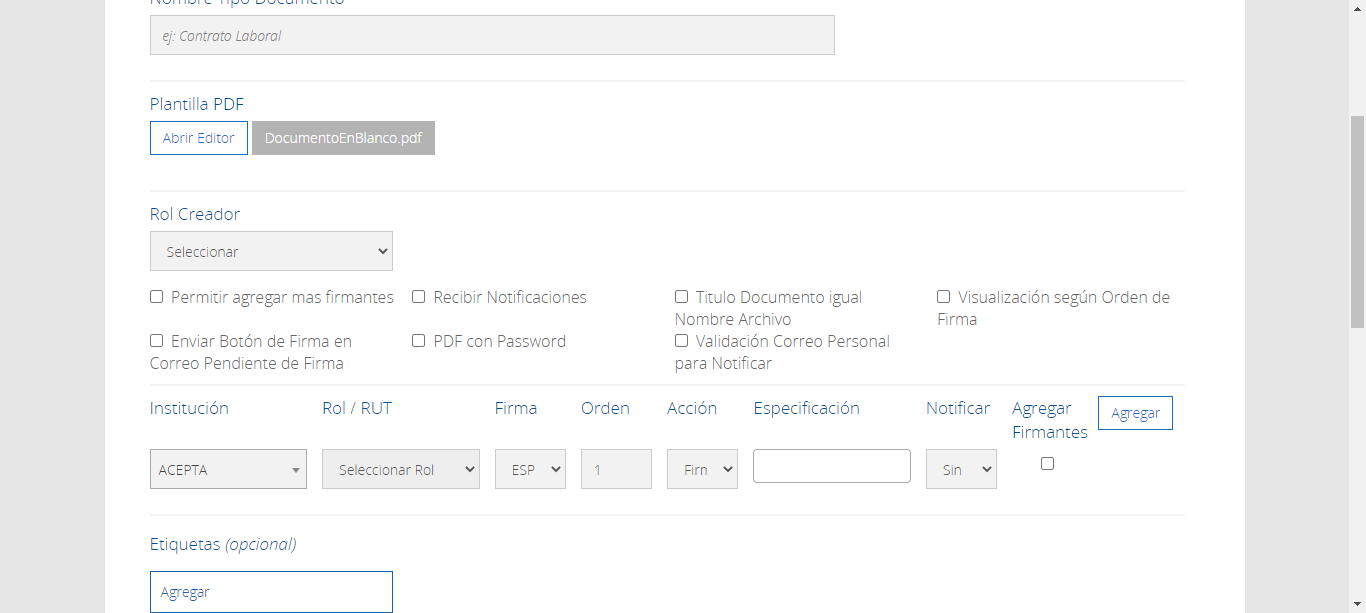 Nombre Tipo Documento
ej: Contrato Laboral
Plantilla PDF
Abrir Editor DocumentoEnBlanco.pdf
Rol Creador
Seleccionar
Permitir agregar mas firmantes Recibir Notificaciones Titulo Documento igual Visualización según Orden de
Nombre Archivo Firma
Enviar Botón de Firma en PDF con Password Validación Correo Personal
Correo Pendiente de Firma para Notificar
Institución Rol / RUT Firma Orden Acción Especificación Notificar Agregar Agregar
Firmantes
ACEPTA Seleccionar Rol ESP 1 Firm Sin
Etiquetas (opcional)
Agregar